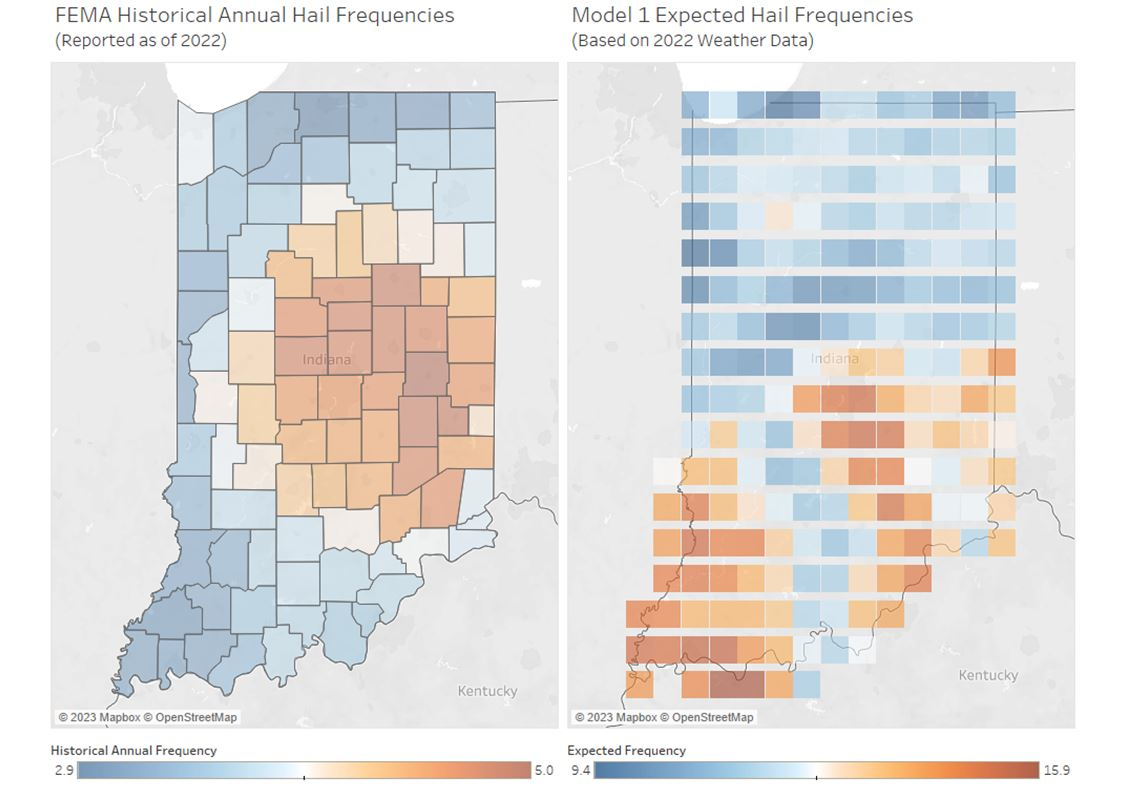 FEMA Historical Annual Hail Frequencies
(Reported as of 2022)
Indiana
Kentucky
© 2023 Mapbox © OpenStreetMap
Historical Annual Frequency
2.9
5.0
Model 1 Expected Hail Frequencies
(Based on 2022 Weather Data)
Indiana
Kentucky
© 2023 Mapbox © OpenStreetMap
Expected Frequency
9.4
15.9